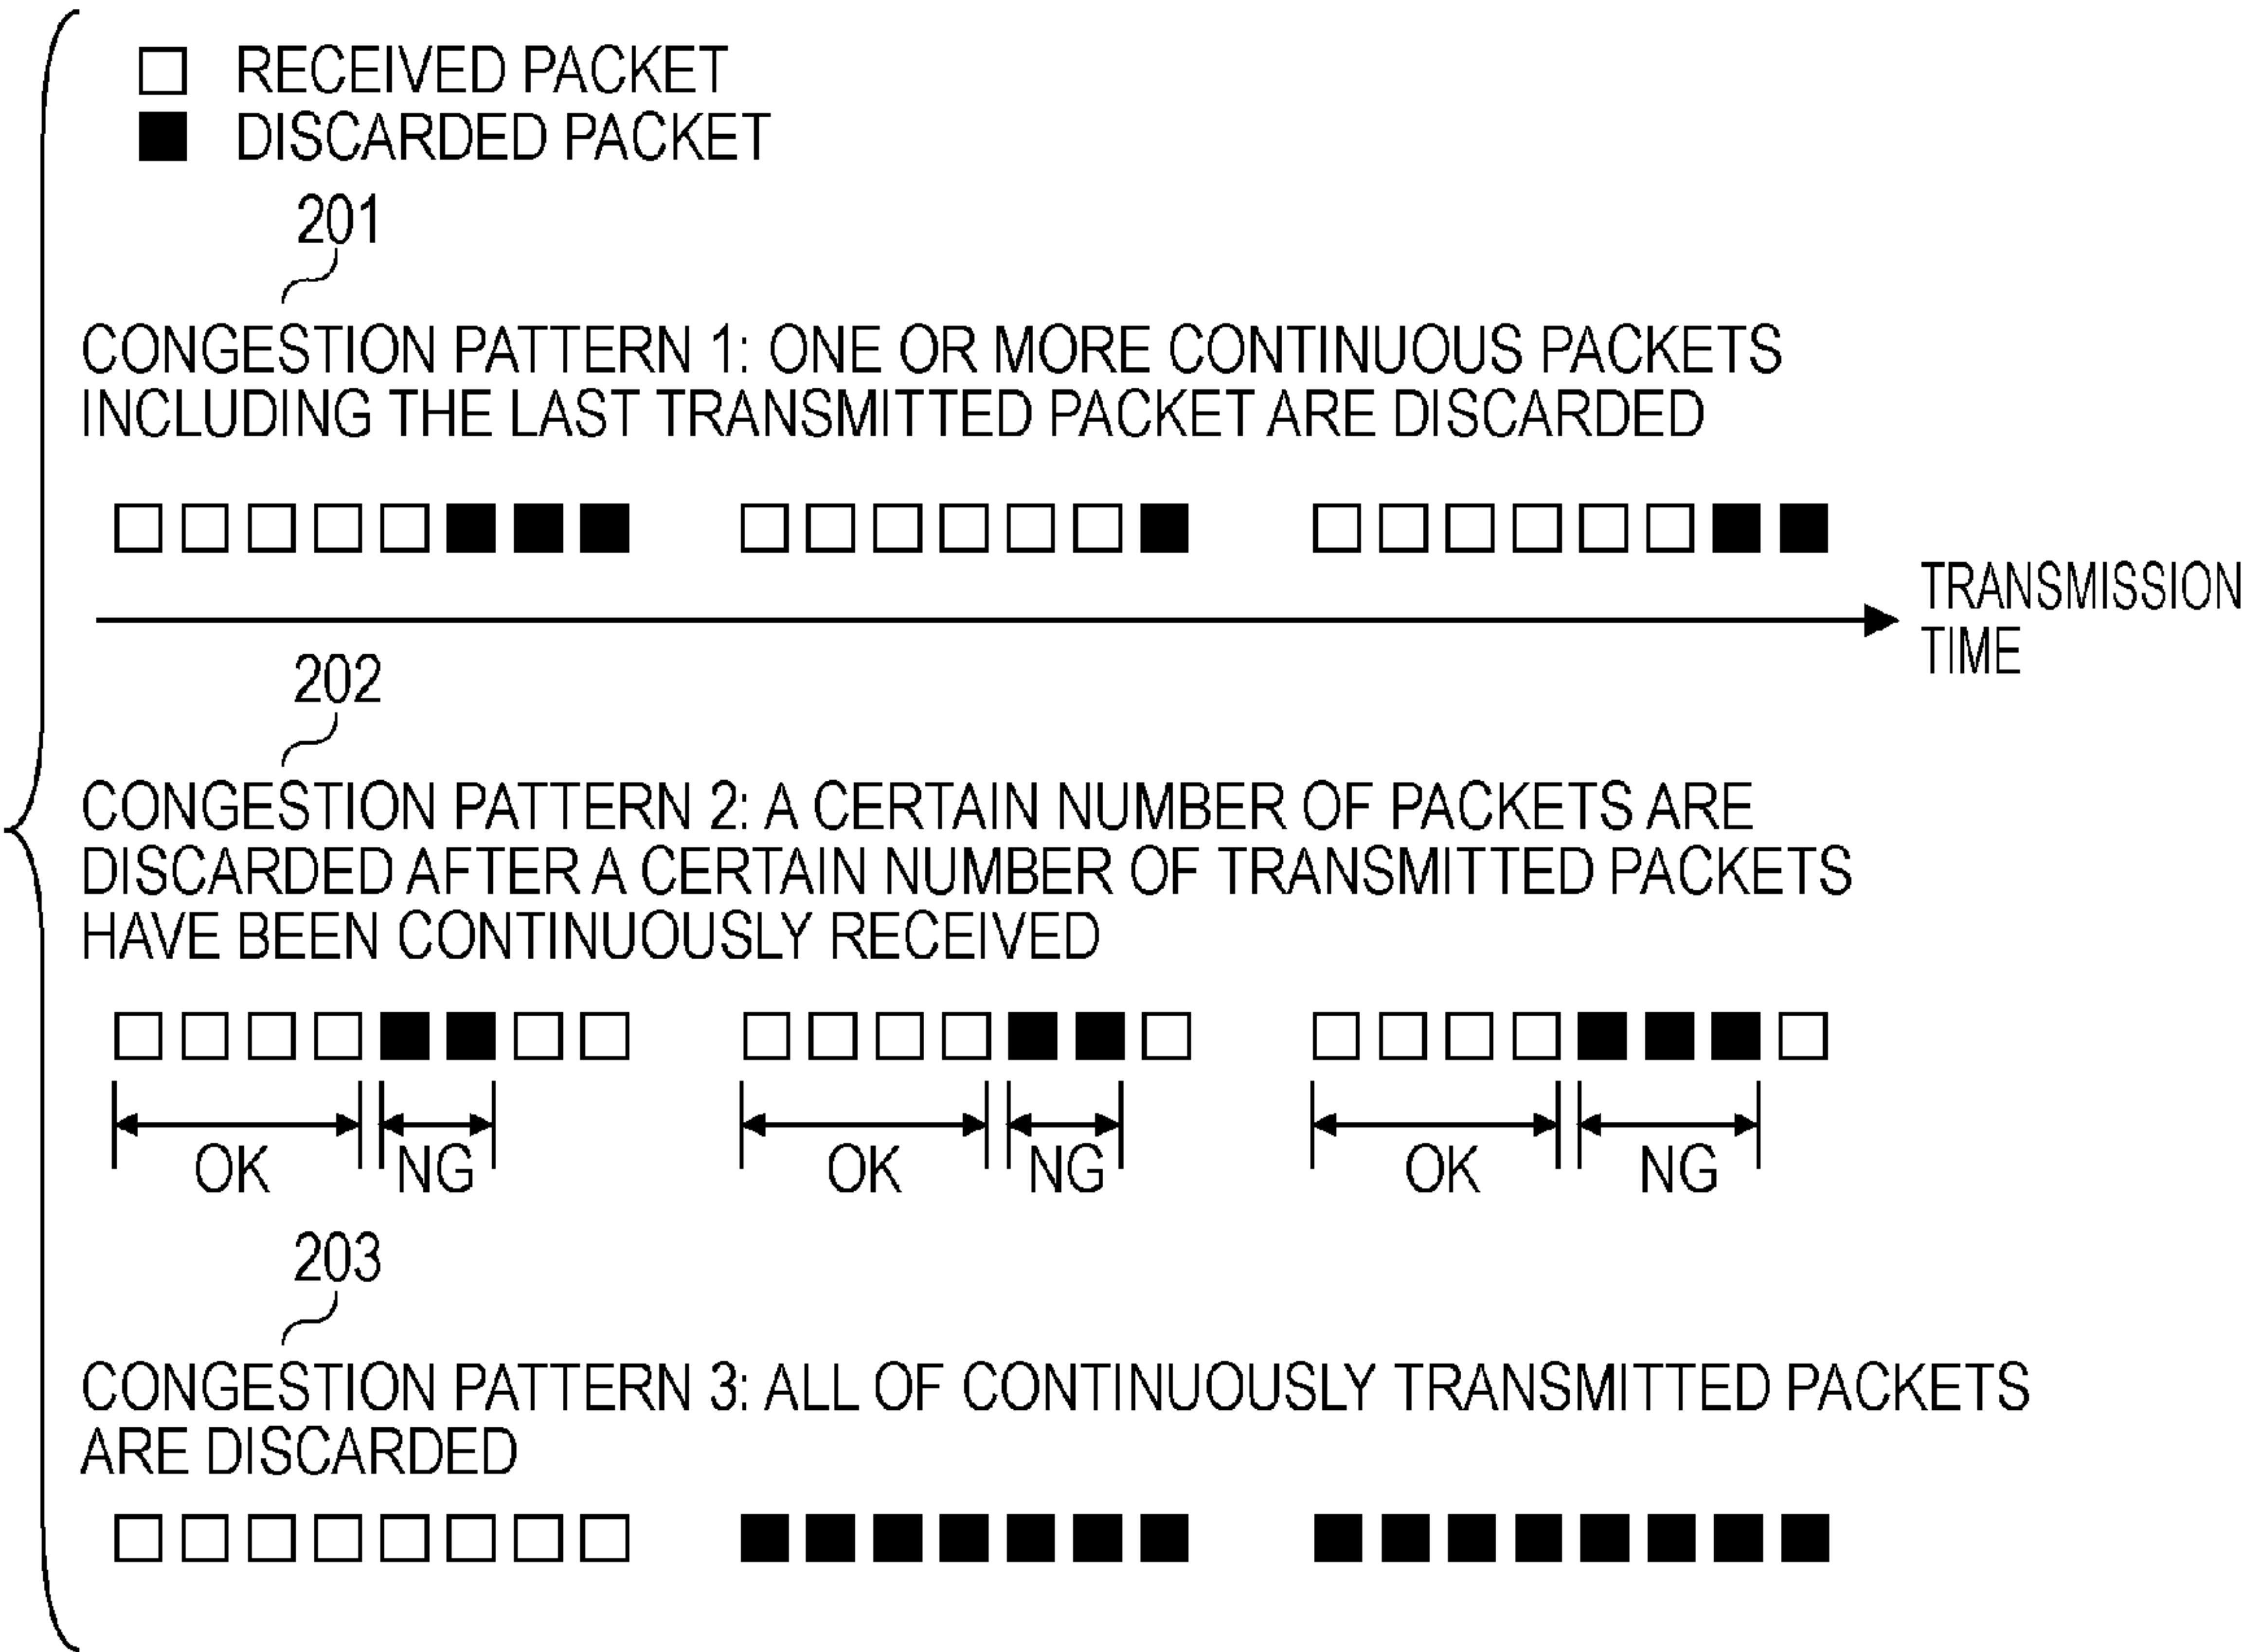 RECEIVED PACKET
DISCARDED PACKET
201
CONGESTION PATTERN 1: ONE OR MORE CONTINUOUS PACKETS
INCLUDING THE LAST TRANSMITTED PACKET ARE DISCARDED
TRANSMISSION
TIME
202
CONGESTION PATTERN 2: A CERTAIN NUMBER OF PACKETS ARE
DISCARDED AFTER A CERTAIN NUMBER OF TRANSMITTED PACKETS
HAVE BEEN CONTINUOUSLY RECEIVED
OK NG OK NG OK NG
203
CONGESTION PATTERN 3: ALL OF CONTINUOUSLY TRANSMITTED PACKETS
ARE DISCARDED